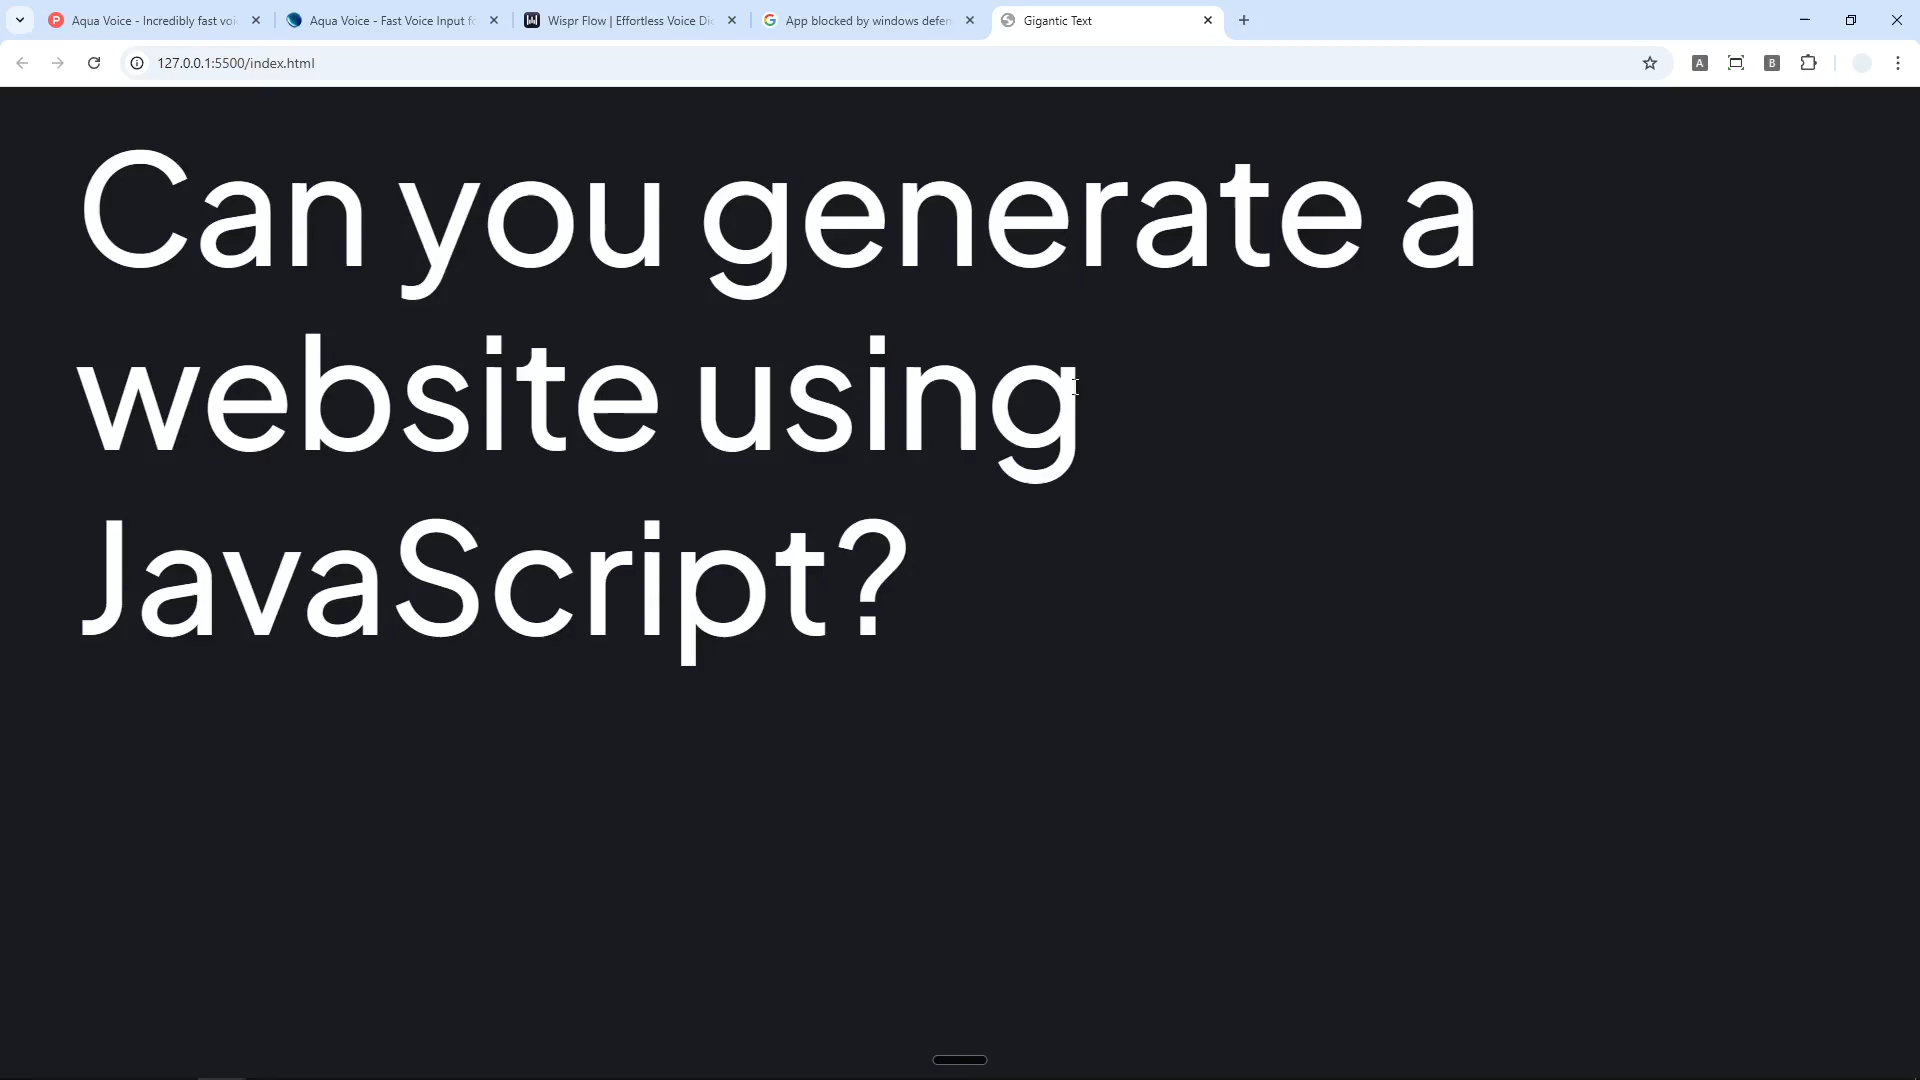 Aqua Voice - Incredibly fast voi
Aqua Voice - Fast Voice Input fo
Wispr Flow | Effortless Voice Dic
App blocked by windows defen
Gigantic Text
127.0.0.1:5500/index.html
A
B
Can you generate a
website using
JavaScript?